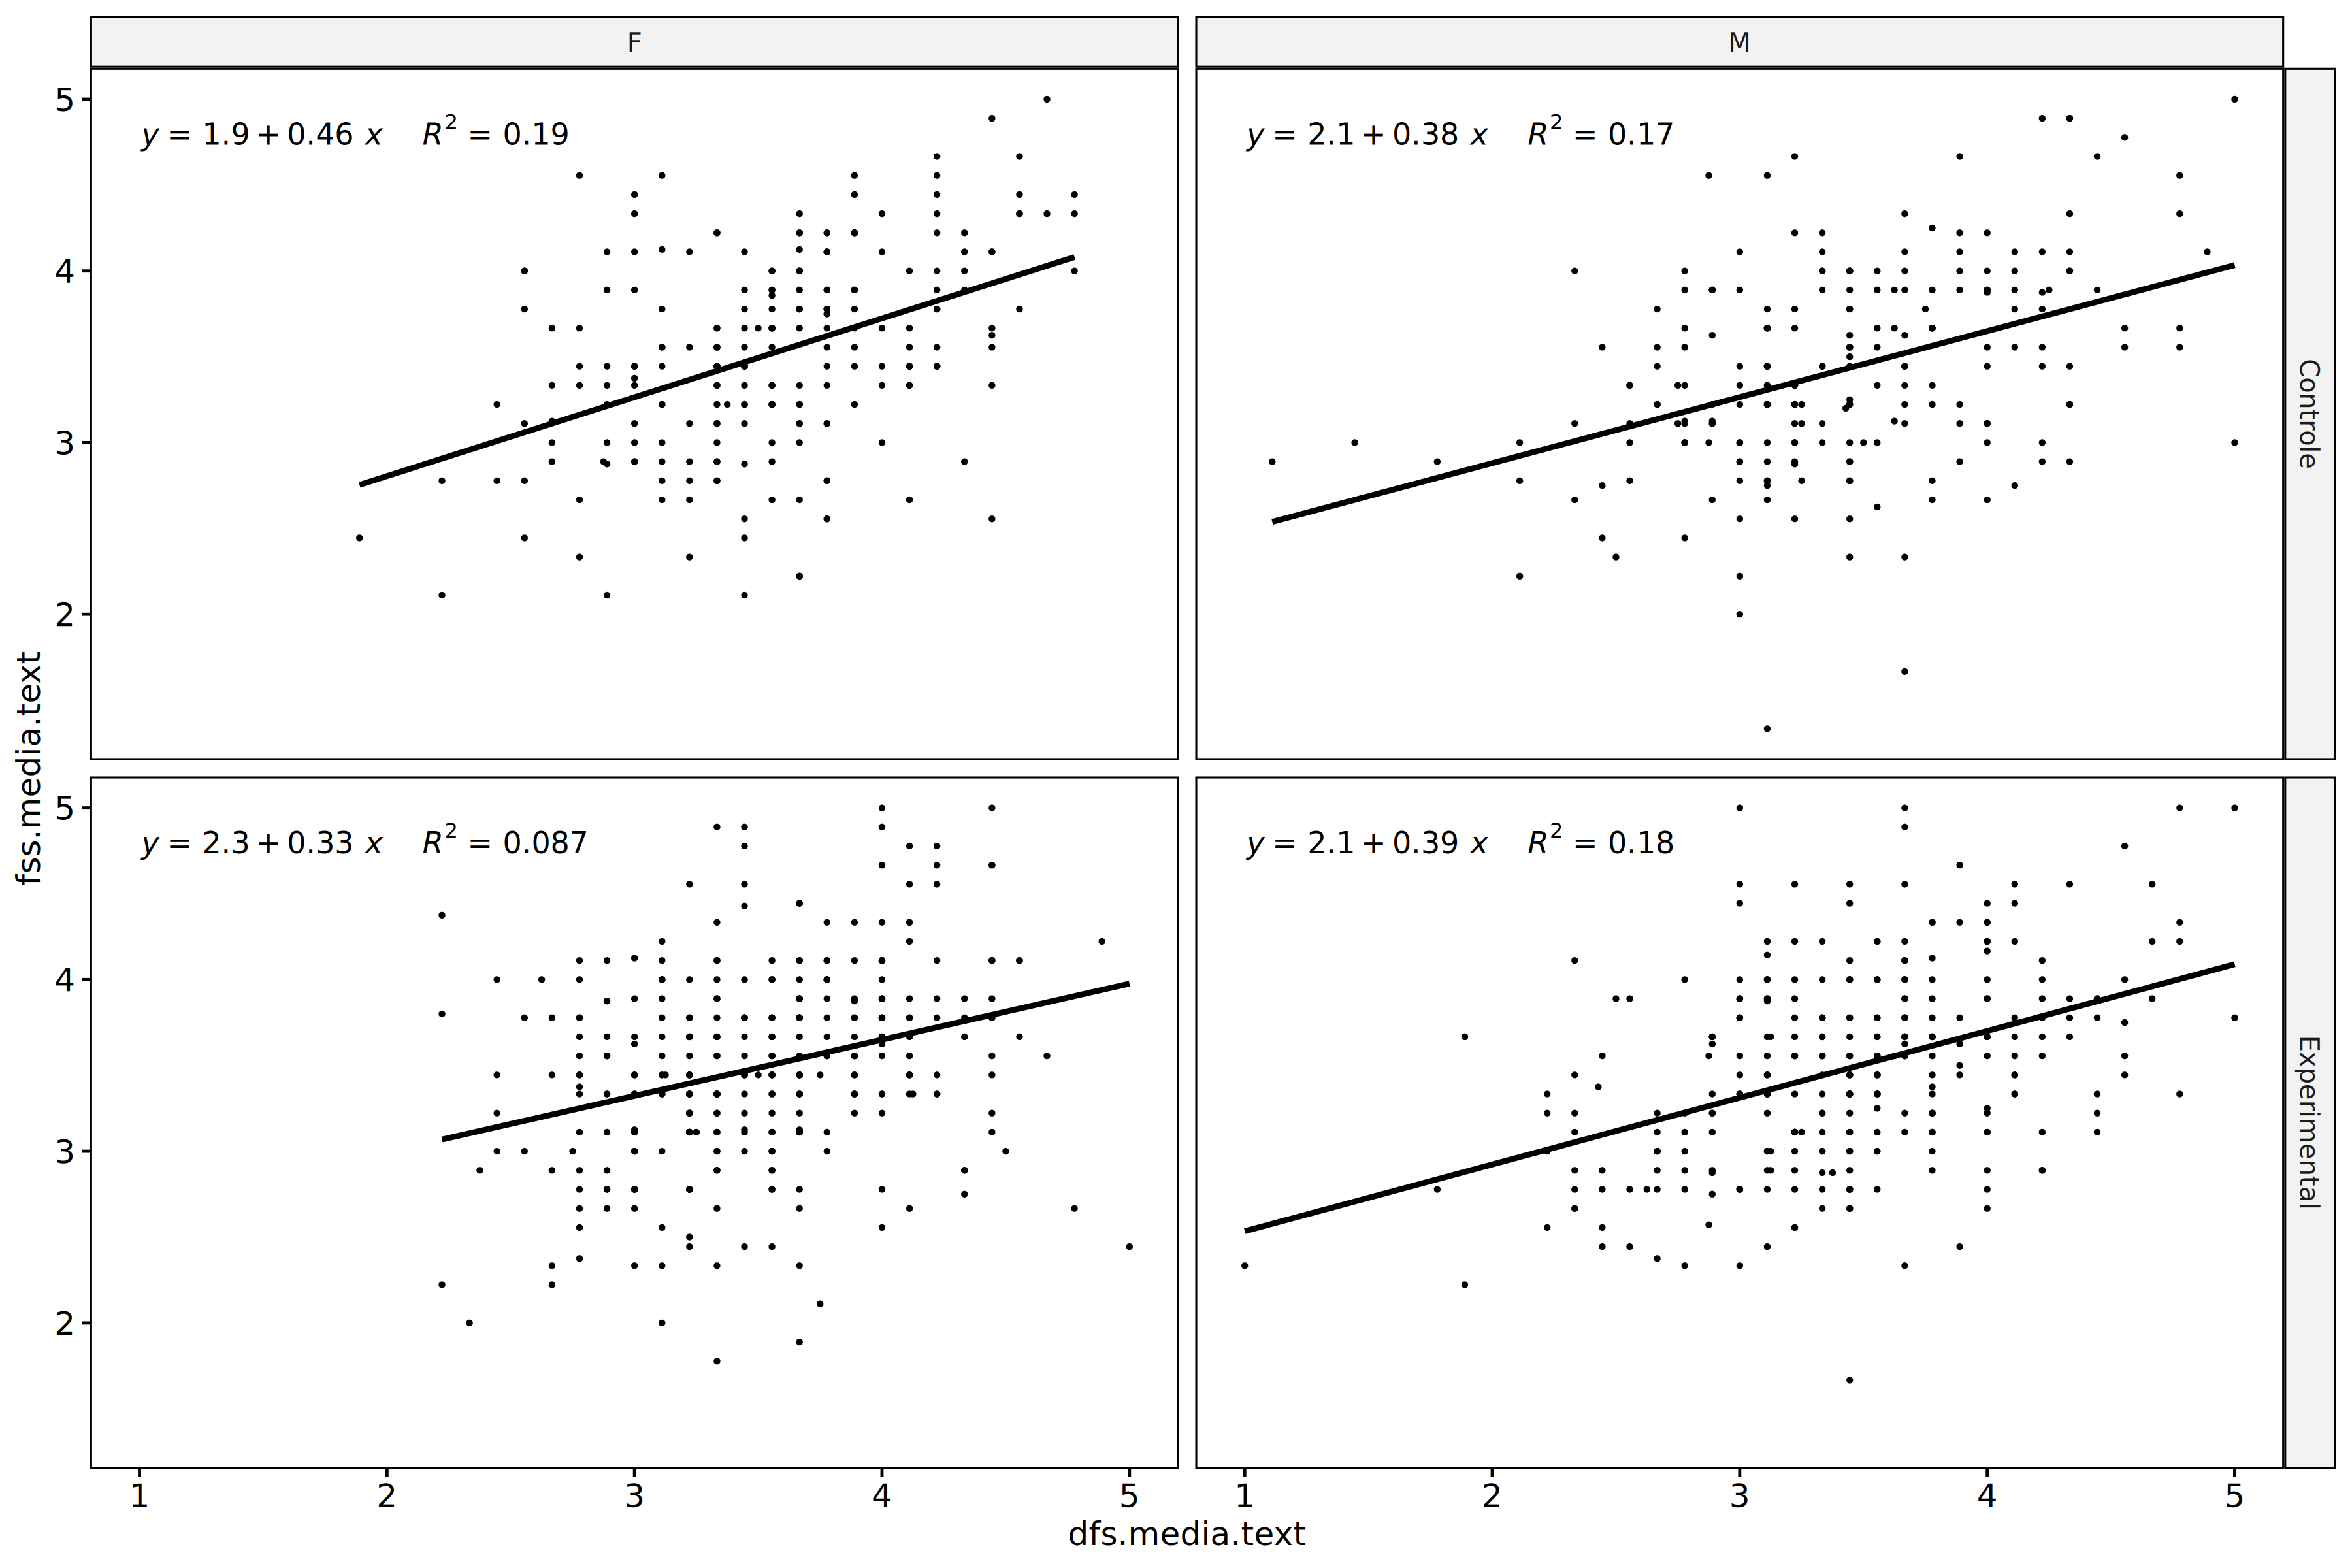 F
M
5
4
3
2
y = 1.9 + 0.46 x R² = 0.19
y = 2.1 + 0.38 x R² = 0.17
Controle
fss.media.text
5
4
3
2
y = 2.3 + 0.33 x R² = 0.087
y = 2.1 + 0.39 x R² = 0.18
Experimental
1 2 3 4 5
1 2 3 4 5
dfs.media.text